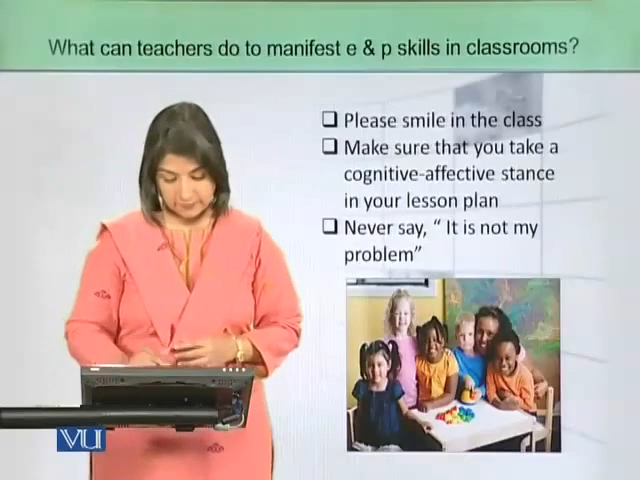 What can teachers do to manifest e & p skills in classrooms?
❑ Please smile in the class
❑ Make sure that you take a
cognitive-affective stance
in your lesson plan
❑ Never say, “ It is not my
problem”
VU